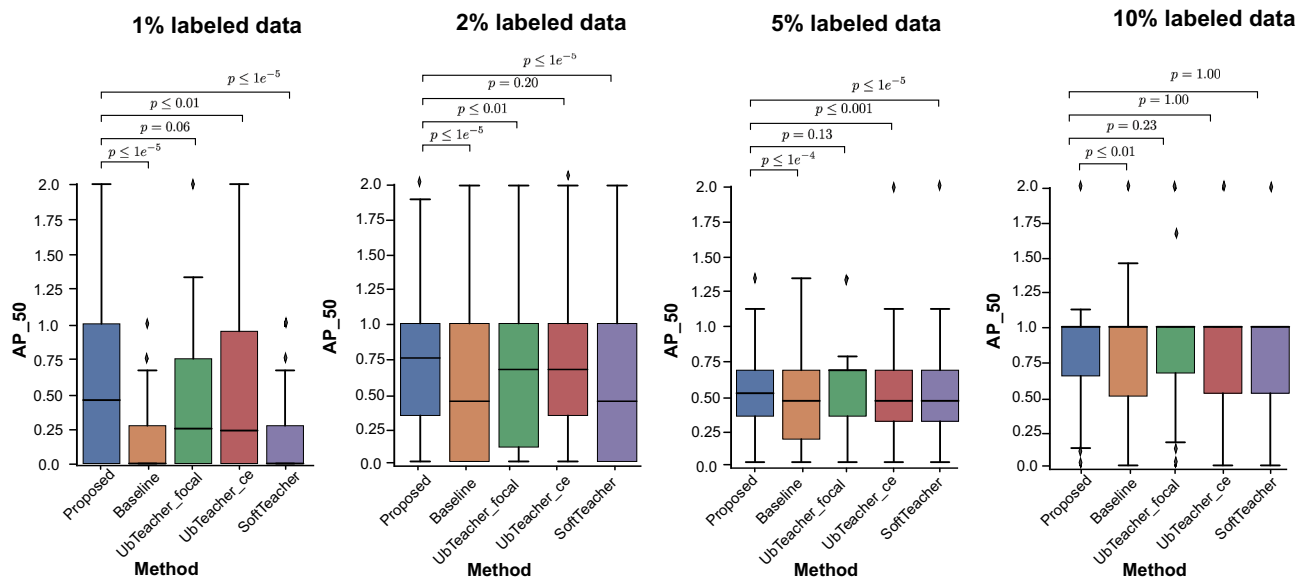 1% labeled data
p ≤ 1e⁻⁵
p ≤ 0.01
p = 0.06
p ≤ 1e⁻⁵
2.0
1.75
1.50
1.25
1.0
0.75
0.50
0.25
0.0
AP_50
Proposed
Baseline
UbTeacher_focal
UbTeacher_ce
SoftTeacher
Method
2% labeled data
p ≤ 1e⁻⁵
p = 0.20
p ≤ 0.01
p ≤ 1e⁻⁵
2.0
1.75
1.50
1.25
1.0
0.75
0.50
0.25
0.0
AP_50
Proposed
Baseline
UbTeacher_focal
UbTeacher_ce
SoftTeacher
Method
5% labeled data
p ≤ 1e⁻⁵
p ≤ 0.001
p = 0.13
p ≤ 1e⁻⁴
2.0
1.75
1.50
1.25
1.0
0.75
0.50
0.25
0.0
AP_50
Proposed
Baseline
UbTeacher_focal
UbTeacher_ce
SoftTeacher
Method
10% labeled data
p = 1.00
p = 1.00
p = 0.23
p ≤ 0.01
2.0
1.75
1.50
1.25
1.0
0.75
0.50
0.25
0.0
AP_50
Proposed
Baseline
UbTeacher_focal
UbTeacher_ce
SoftTeacher
Method